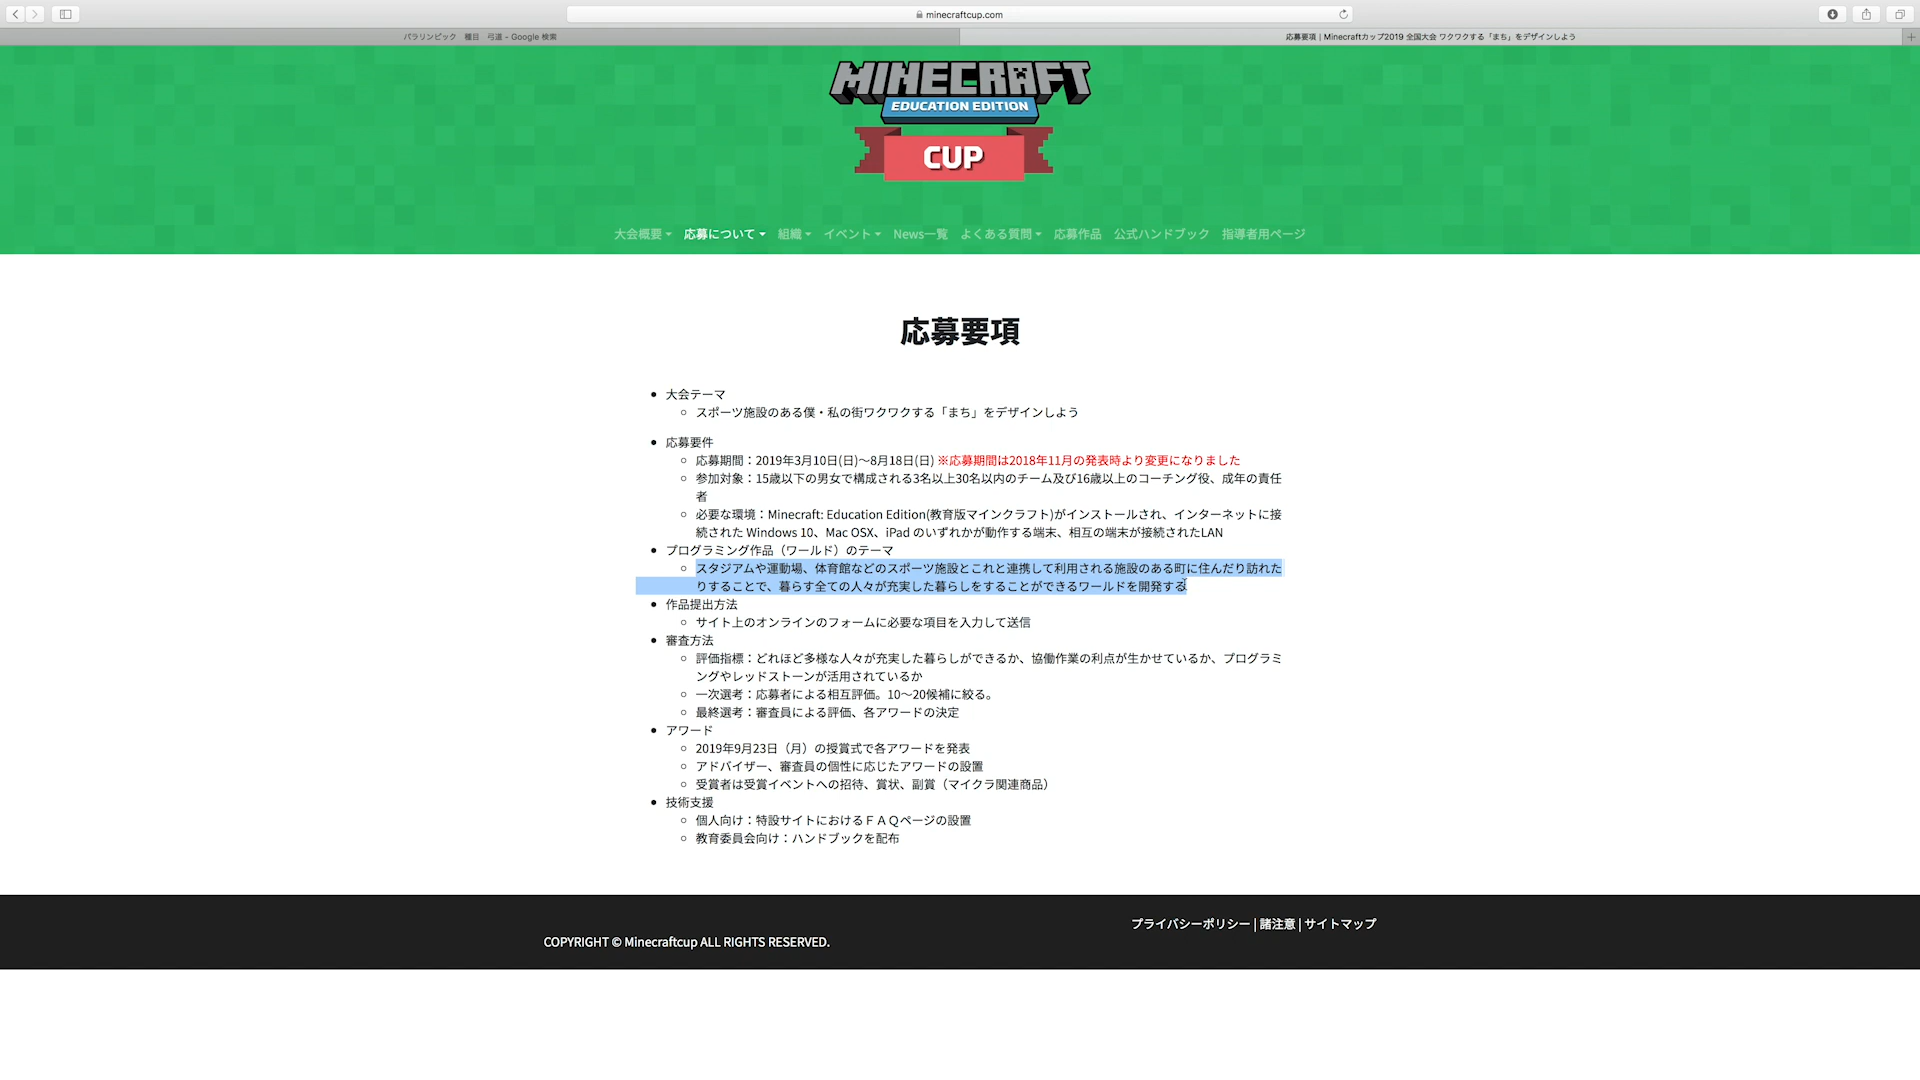 minecraftcup.com
パラリンピック 種目 弓道 - Google 検索
応募要項 | Minecraftカップ2019 全国大会 ワクワクする「まち」をデザインしよう
MINECRAFT
EDUCATION EDITION
CUP
大会概要 応募について 組織 イベント News一覧 よくある質問 応募作品 公式ハンドブック 指導者用ページ
応募要項
大会テーマ
スポーツ施設のある僕・私の街ワクワクする「まち」をデザインしよう
応募要件
応募期間：2019年3月10日(日)〜8月18日(日) ※応募期間は2018年11月の発表時より変更になりました
参加対象：15歳以下の男女で構成される3名以上30名以内のチーム及び16歳以上のコーチング役、成年の責任
者
必要な環境：Minecraft: Education Edition(教育版マインクラフト)がインストールされ、インターネットに接
続された Windows 10、Mac OSX、iPad のいずれかが動作する端末、相互の端末が接続されたLAN
プログラミング作品（ワールド）のテーマ
スタジアムや運動場、体育館などのスポーツ施設とこれと連携して利用される施設のある町に住んだり訪れた
りすることで、暮らす全ての人々が充実した暮らしをすることができるワールドを開発する
作品提出方法
サイト上のオンラインのフォームに必要な項目を入力して送信
審査方法
評価指標：どれほど多様な人々が充実した暮らしができるか、協働作業の利点が生かせているか、プログラミ
ングやレッドストーンが活用されているか
一次選考：応募者による相互評価。10〜20候補に絞る。
最終選考：審査員による評価、各アワードの決定
アワード
2019年9月23日（月）の授賞式で各アワードを発表
アドバイザー、審査員の個性に応じたアワードの設置
受賞者は受賞イベントへの招待、賞状、副賞（マイクラ関連商品）
技術支援
個人向け：特設サイトにおけるＦＡＱページの設置
教育委員会向け：ハンドブックを配布
プライバシーポリシー | 諸注意 | サイトマップ
COPYRIGHT © Minecraftcup ALL RIGHTS RESERVED.